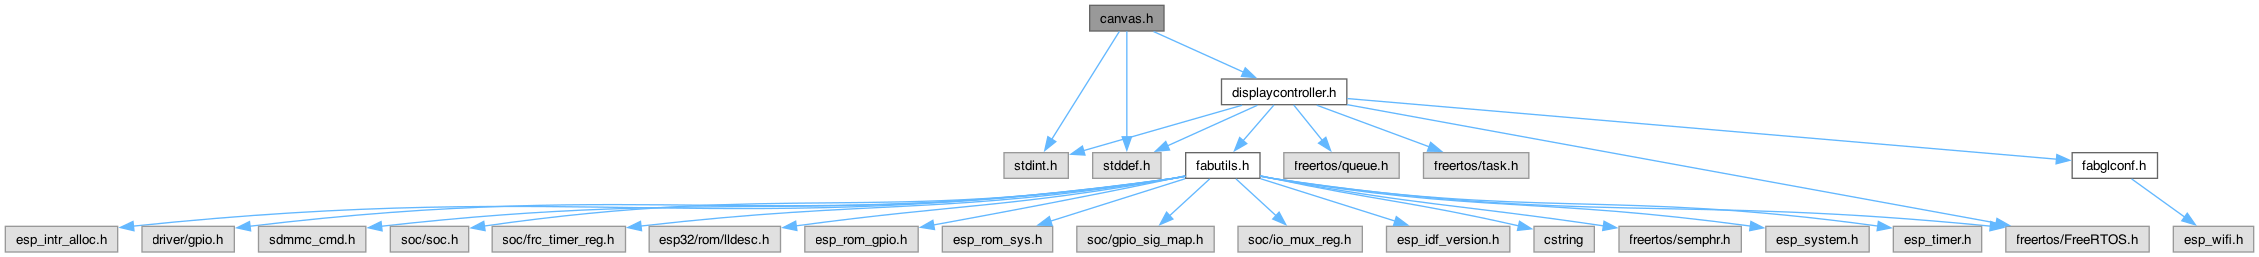 canvas.h
displaycontroller.h
stdint.h
stddef.h
fabutils.h
freertos/queue.h
freertos/task.h
fabglconf.h
esp_intr_alloc.h
driver/gpio.h
sdmmc_cmd.h
soc/soc.h
soc/frc_timer_reg.h
esp32/rom/lldesc.h
esp_rom_gpio.h
esp_rom_sys.h
soc/gpio_sig_map.h
soc/io_mux_reg.h
esp_idf_version.h
cstring
freertos/semphr.h
esp_system.h
esp_timer.h
freertos/FreeRTOS.h
esp_wifi.h